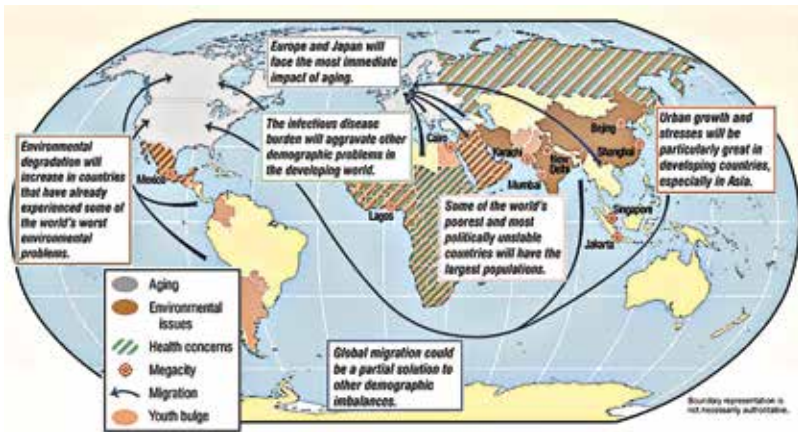 Europe and Japan will
face the most immediate
impact of aging.
Environmental
degradation will
increase in countries
that have already
experienced some of
the world's worst
environmental
problems.
The infectious disease
burden will aggravate other
demographic problems in
the developing world.
Urban growth and
stresses will be
particularly great in
developing countries,
especially in Asia.
Some of the world's
poorest and most
politically unstable
countries will have the
largest populations.
Global migration could
be a partial solution to
other demographic
imbalances.
Mexico
Lagos
Cairo
Karachi
Mumbai
New
Delhi
Beijing
Shanghai
Singapore
Jakarta
Aging
Environmental
issues
Health concerns
Megacity
Migration
Youth bulge
Boundary representation is
not necessarily authoritative.